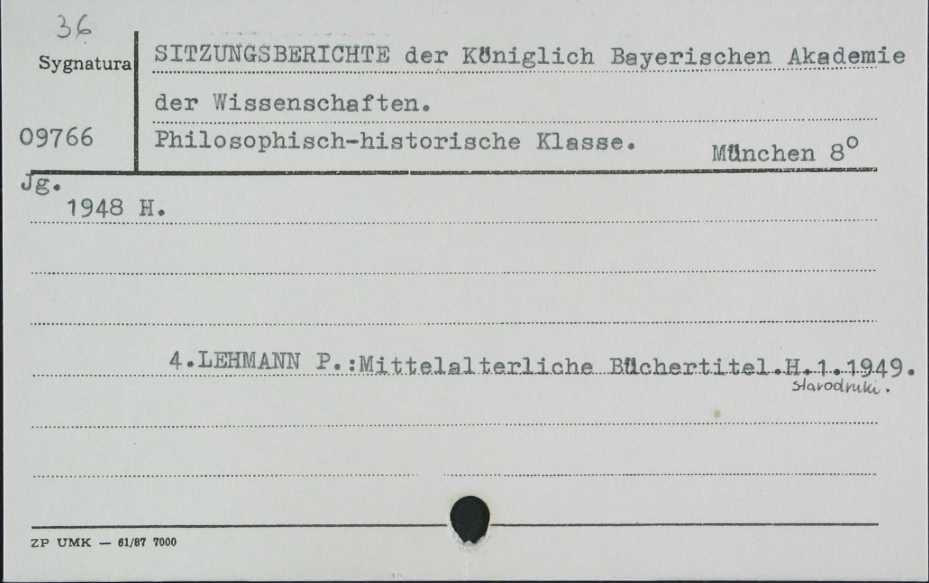 36
Sygnatura
SITZUNGSBERICHTE der Königlich Bayerischen Akademie
der Wissenschaften.
09766
Philosophisch-historische Klasse.
München 8º
Jg.
1948 H.
4.LEHMANN P.:Mittelalterliche Büchertitel.H.1.1949.
starodruki.
ZP UMK — 61/87 7000